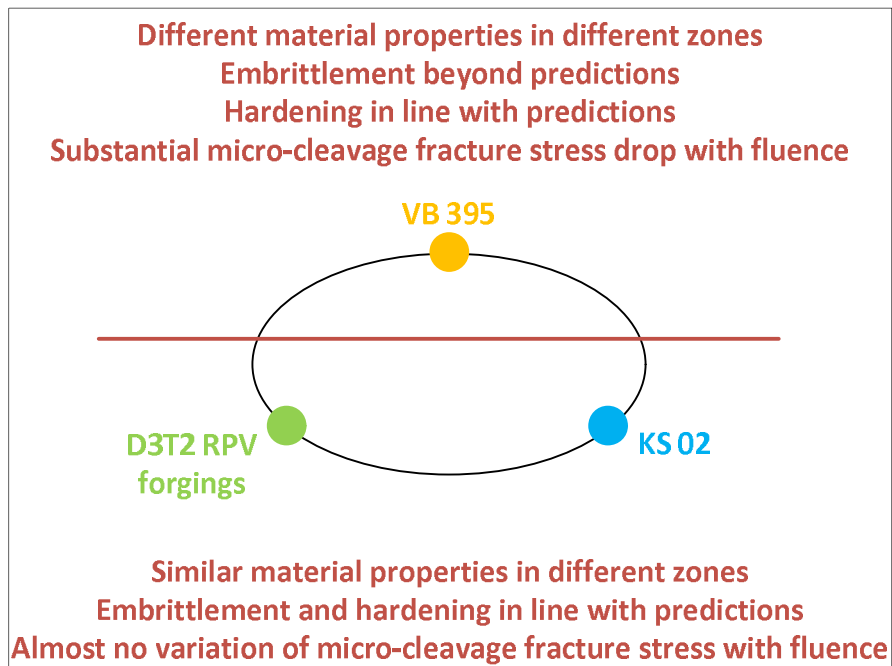 Different material properties in different zones
Embrittlement beyond predictions
Hardening in line with predictions
Substantial micro-cleavage fracture stress drop with fluence
VB 395
D3T2 RPV
forgings
KS 02
Similar material properties in different zones
Embrittlement and hardening in line with predictions
Almost no variation of micro-cleavage fracture stress with fluence